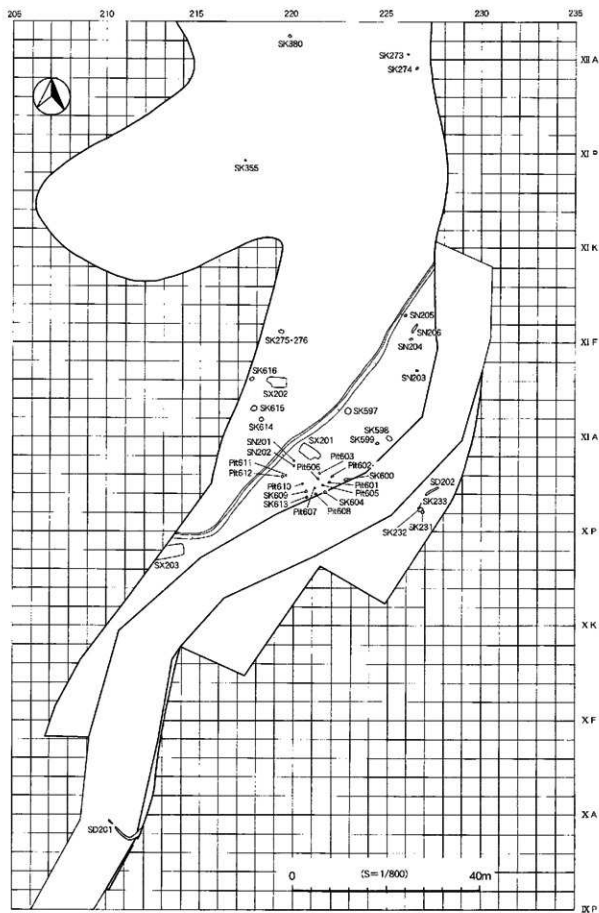 205 210 215 220 225 230 235
SK380
SK273
XII A
SK274
SK355
XI P
XI K
SN205
SN206
SK275-276
SN204
XI F
SK616
SN203
SX202
SK615
SK597
SK614
SK598
XI A
SN201
SX201
SK599
SN202
Pit603
Pit611
Pit606
Pit602
Pit612
SK600
Pit610
Pit601
SD202
SK609
Pit605
SK613
SK604
SK233
Pit607
Pit608
SK232
SK231
X P
SX203
X K
X F
SD201
X A
0 (S=1/800) 40m
IX P